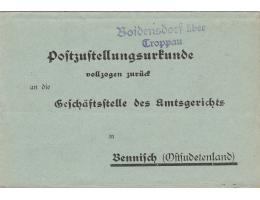 Boidensdorf über
Troppau
Postzustellungsurkunde
vollzogen zurück
an die
Geschäftsstelle des Amtsgerichts
in
Bennisch (Ostsudetenland)